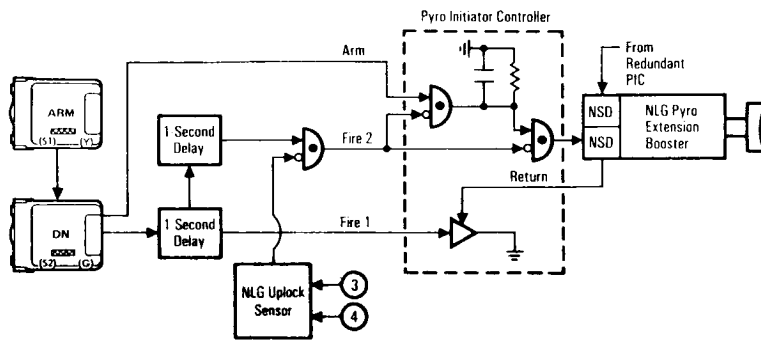 Pyro Initiator Controller
Arm
From
Redundant
PIC
ARM
(S1) (Y)
1 Second
Delay
Fire 2
NSD
NSD
NLG Pyro
Extension
Booster
DN
(S2) (G)
1 Second
Delay
Fire 1
Return
NLG Uplock
Sensor
3
4